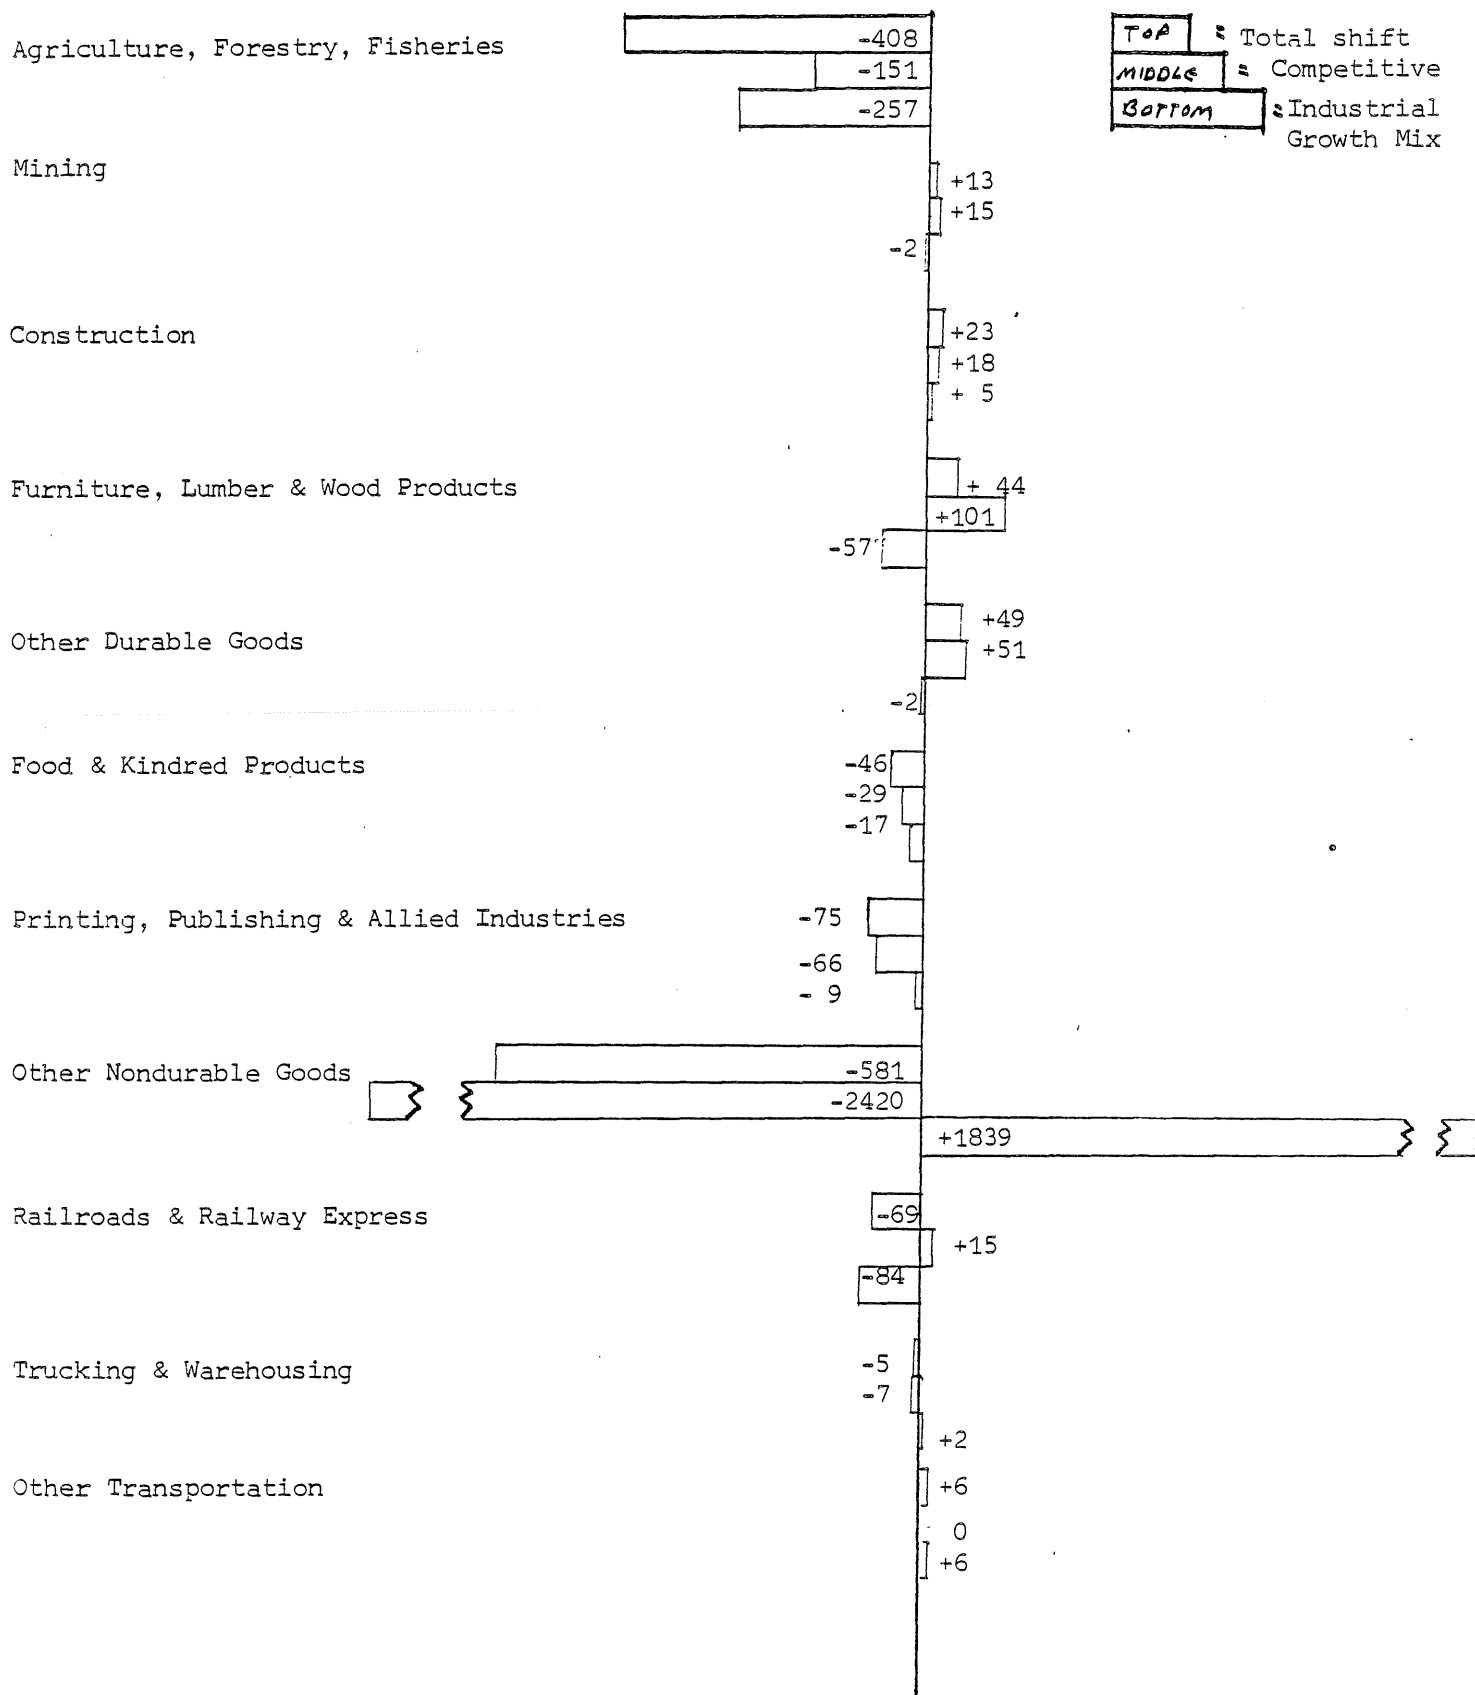 Agriculture, Forestry, Fisheries
-408
-151
-257
TOP = Total shift
MIDDLE = Competitive
BOTTOM = Industrial
Growth Mix
Mining
+13
+15
-2
Construction
+23
+18
+ 5
Furniture, Lumber & Wood Products
+ 44
+101
-57
Other Durable Goods
+49
+51
-2
Food & Kindred Products
-46
-29
-17
Printing, Publishing & Allied Industries
-75
-66
- 9
Other Nondurable Goods
-581
-2420
+1839
Railroads & Railway Express
-69
+15
-84
Trucking & Warehousing
-5
-7
+2
Other Transportation
+6
0
+6